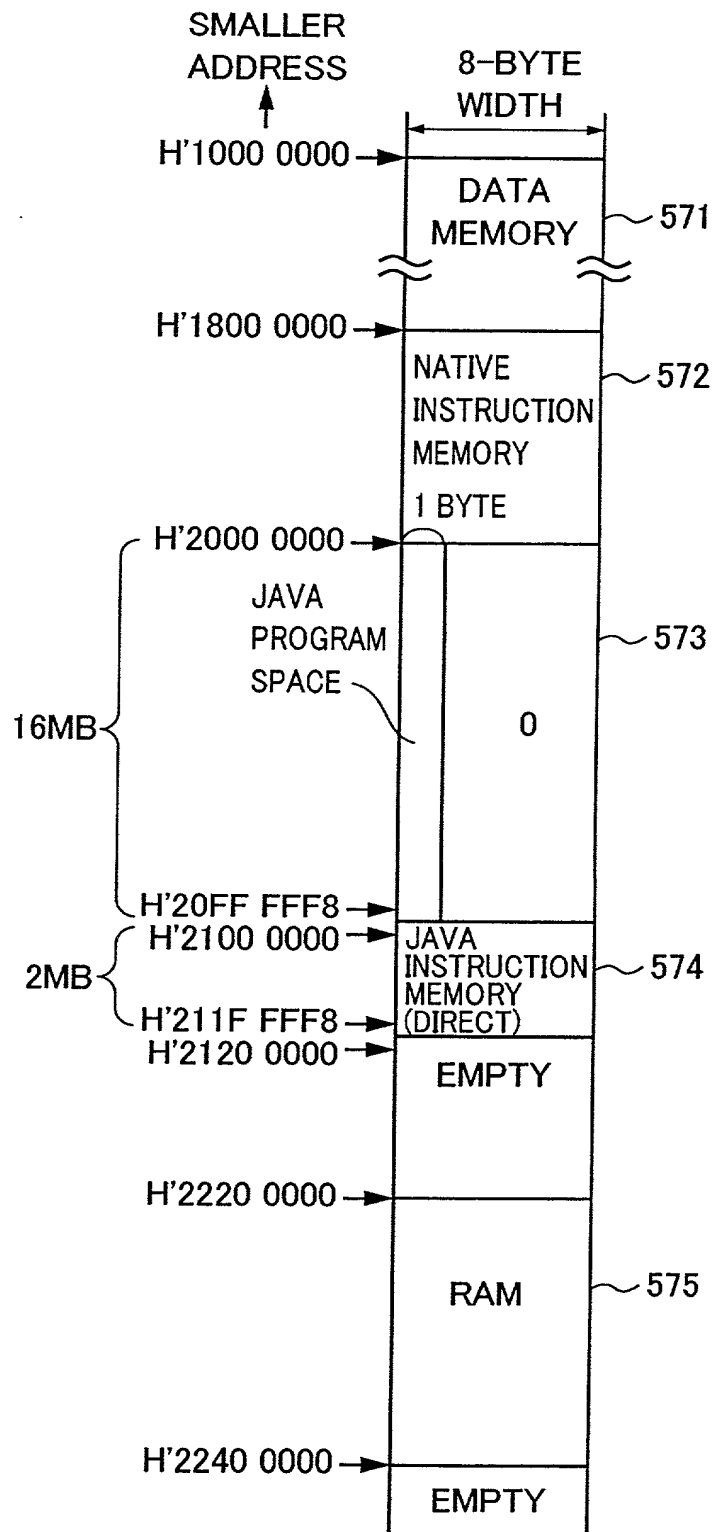 SMALLER
ADDRESS
8-BYTE
WIDTH
H'1000 0000
DATA
MEMORY
571
H'1800 0000
NATIVE
INSTRUCTION
MEMORY
572
1 BYTE
H'2000 0000
JAVA
PROGRAM
SPACE
573
16MB
0
H'20FF FFF8
H'2100 0000
JAVA
INSTRUCTION
MEMORY
(DIRECT)
574
2MB
H'211F FFF8
H'2120 0000
EMPTY
H'2220 0000
RAM
575
H'2240 0000
EMPTY